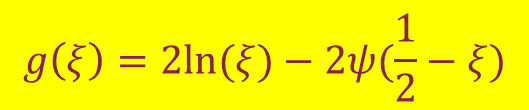 g(ξ) = 2ln(ξ) − 2ψ(1/2 − ξ)